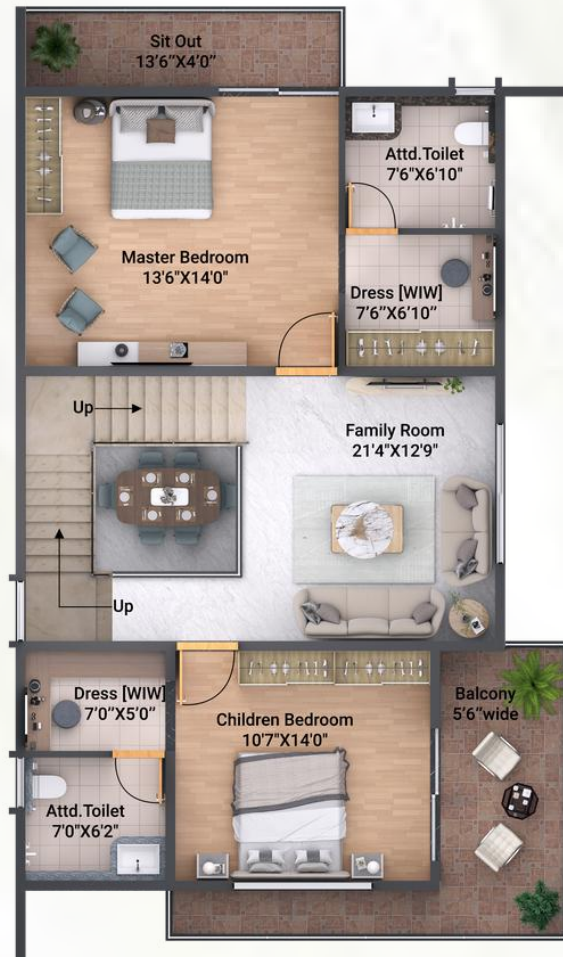 Sit Out
13'6"X4'0"
Attd.Toilet
7'6"X6'10"
Master Bedroom
13'6"X14'0"
Dress [WIW]
7'6"X6'10"
Up
Family Room
21'4"X12'9"
Up
Dress [WIW]
7'0"X5'0"
Children Bedroom
10'7"X14'0"
Balcony
5'6"wide
Attd.Toilet
7'0"X6'2"